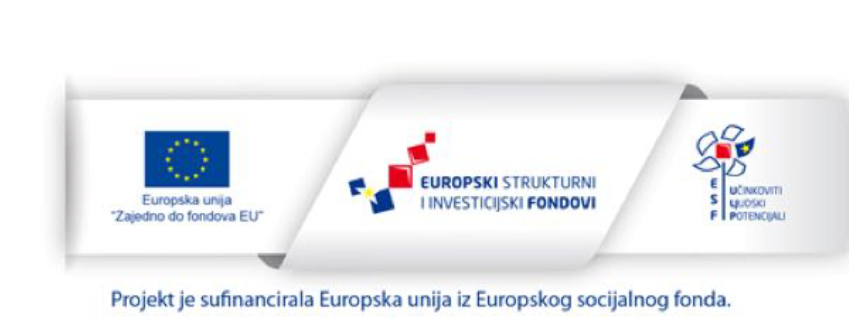 Europska unija
"Zajedno do fondova EU"
EUROPSKI STRUKTURNI
I INVESTICIJSKI FONDOVI
E S F
UČINKOVITI
LJUDSKI
POTENCIJALI
Projekt je sufinancirala Europska unija iz Europskog socijalnog fonda.